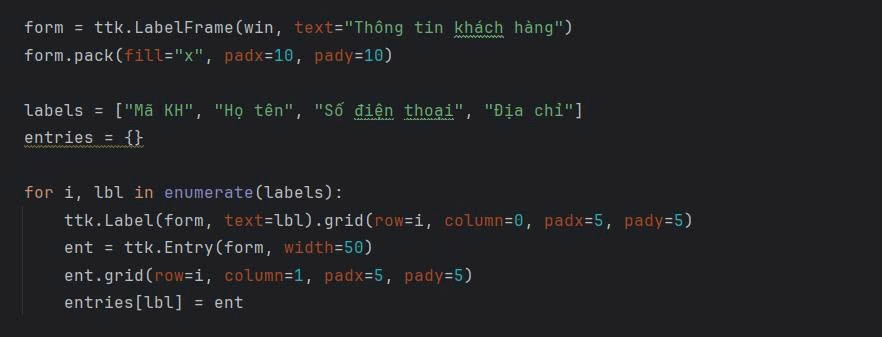 form = ttk.LabelFrame(win, text="Thông tin khách hàng")
form.pack(fill="x", padx=10, pady=10)
labels = ["Mã KH", "Họ tên", "Số điện thoại", "Địa chỉ"]
entries = {}
for i, lbl in enumerate(labels):
    ttk.Label(form, text=lbl).grid(row=i, column=0, padx=5, pady=5)
    ent = ttk.Entry(form, width=50)
    ent.grid(row=i, column=1, padx=5, pady=5)
    entries[lbl] = ent